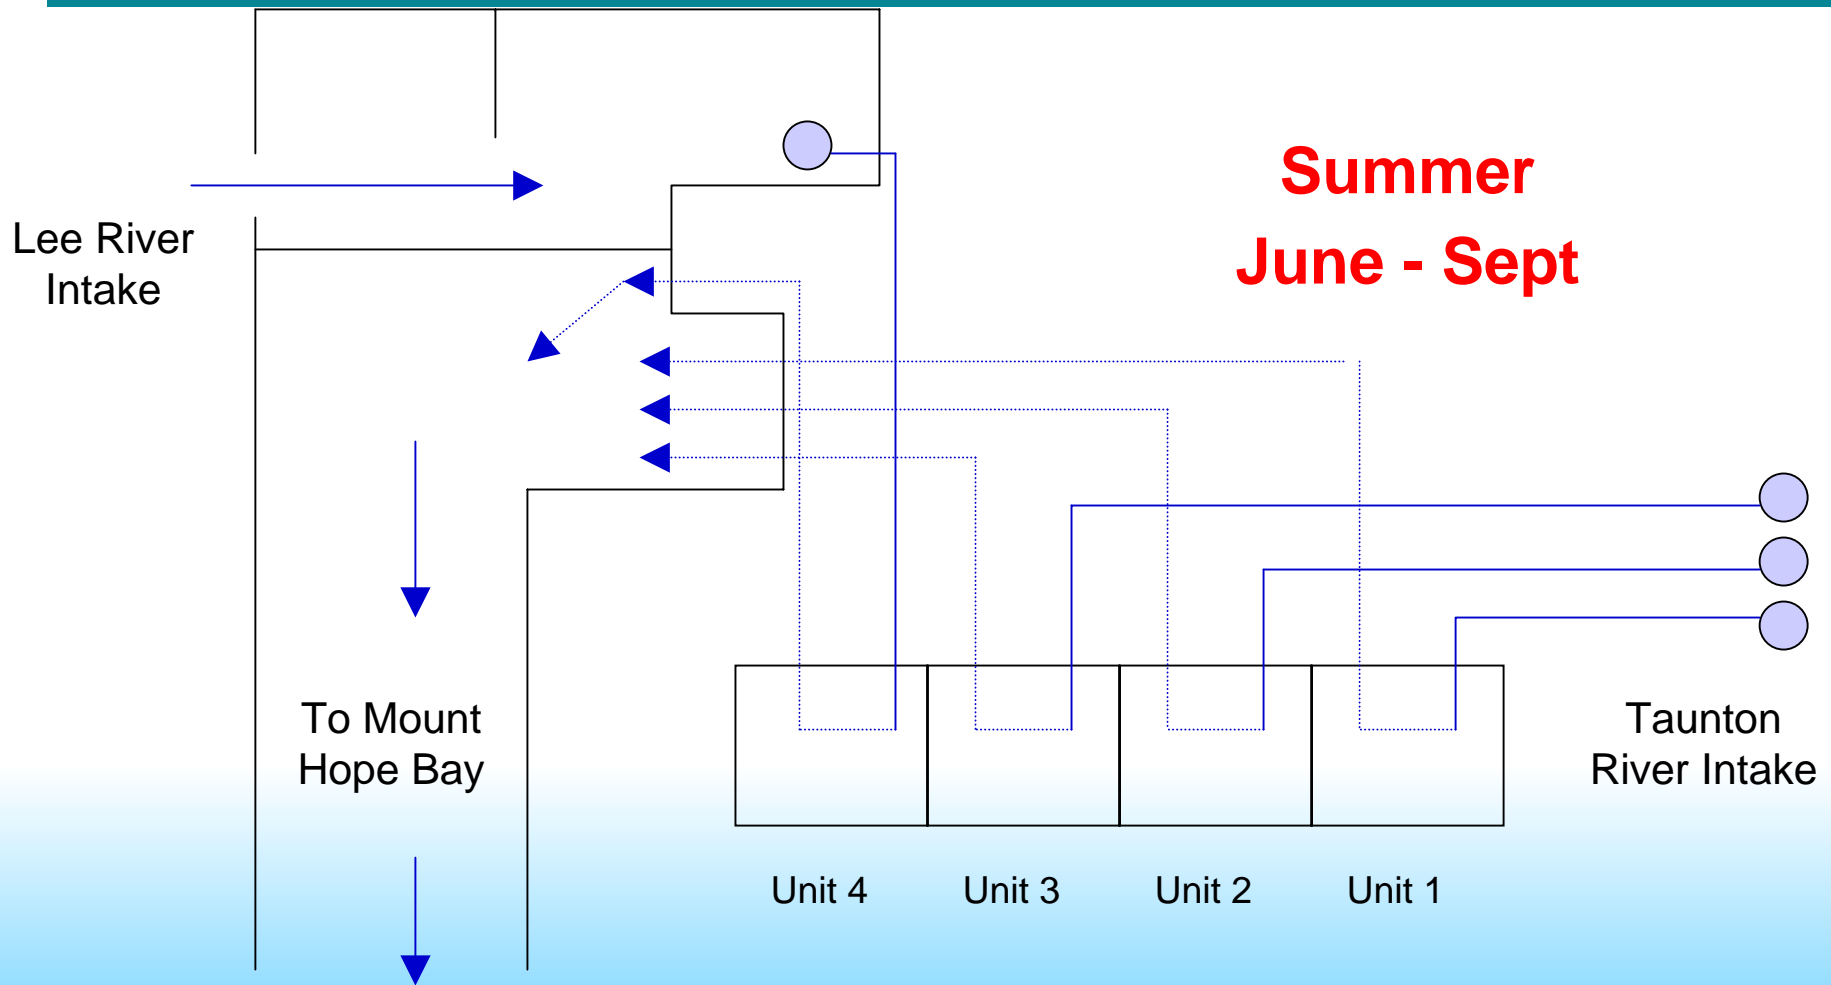 Summer
June - Sept
Lee River
Intake
To Mount
Hope Bay
Taunton
River Intake
Unit 4
Unit 3
Unit 2
Unit 1